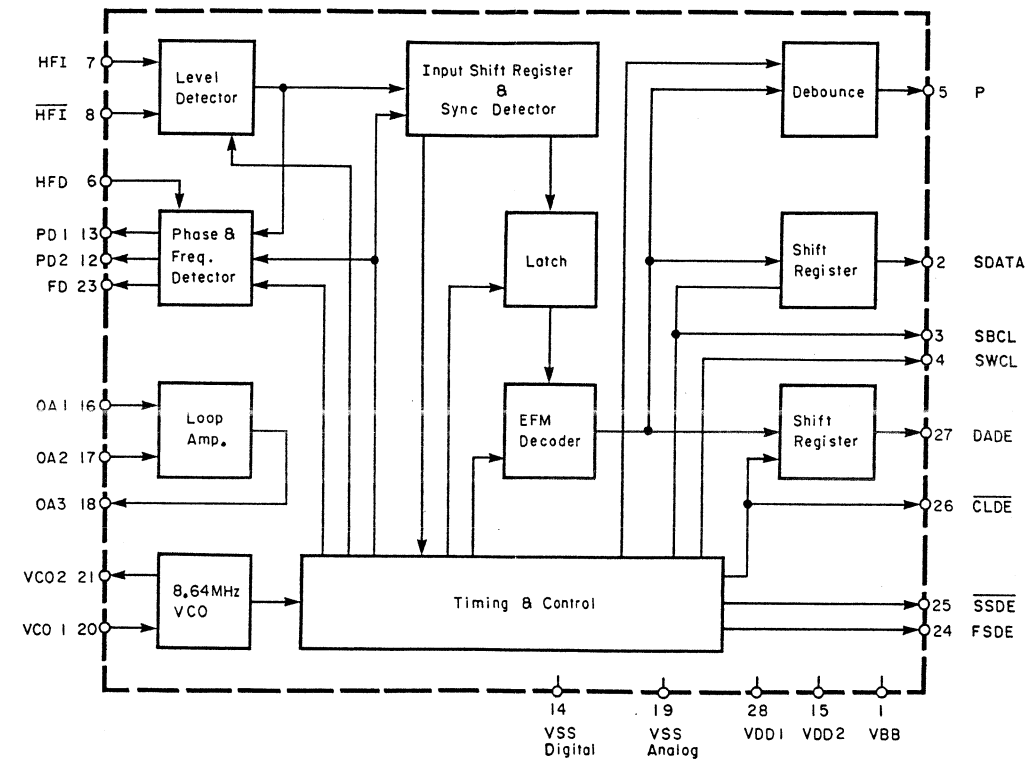 HFI 7
HFI 8
HFD 6
PD1 13
PD2 12
FD 23
OA1 16
OA2 17
OA3 18
VCO2 21
VCO 1 20
Level
Detector
Phase &
Freq.
Detector
Loop
Amp.
8.64MHz
VCO
Input Shift Register
&
Sync Detector
Latch
EFM
Decoder
Timing & Control
Debounce
Shift
Register
Shift
Register
5 P
2 SDATA
3 SBCL
4 SWCL
27 DADE
26 CLDE
25 SSDE
24 FSDE
14
VSS
Digital
19
VSS
Analog
28
VDD1
15
VDD2
1
VBB